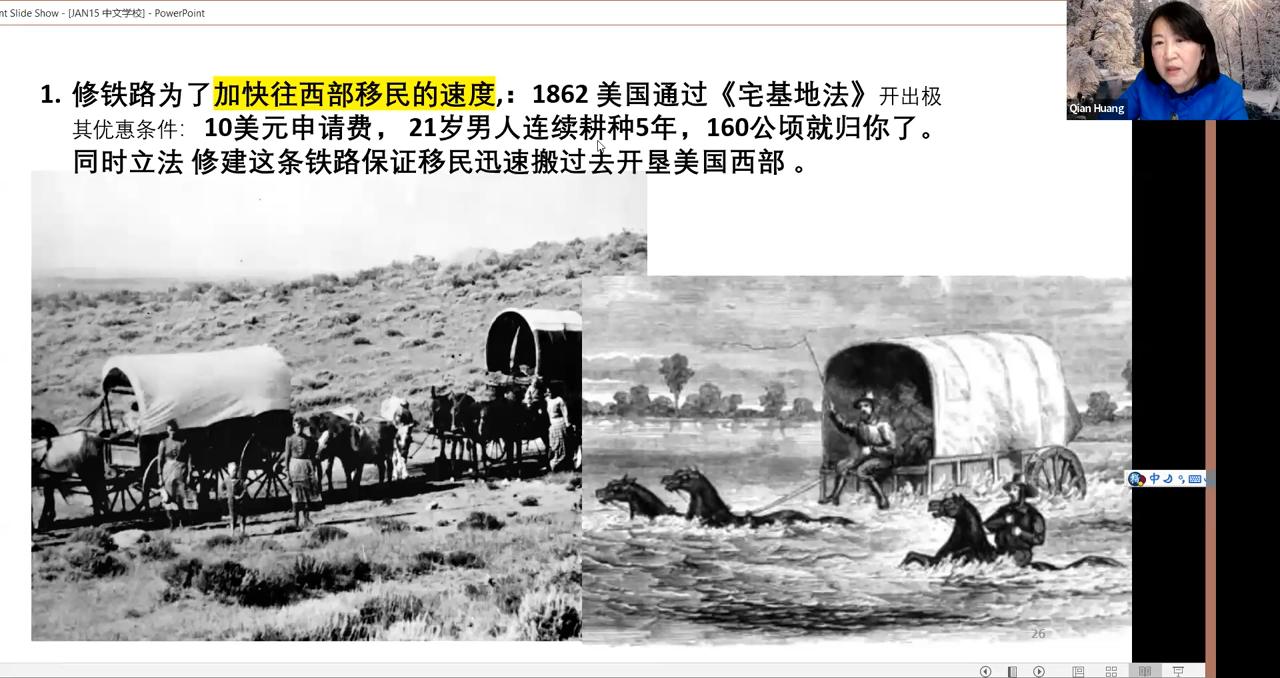 nt Slide Show - [JAN15 中文学校] - PowerPoint
Qian Huang
1. 修铁路为了加快往西部移民的速度,：1862 美国通过《宅基地法》开出极
其优惠条件： 10美元申请费， 21岁男人连续耕种5年，160公顷就归你了。
同时立法 修建这条铁路保证移民迅速搬过去开垦美国西部 。
中
26